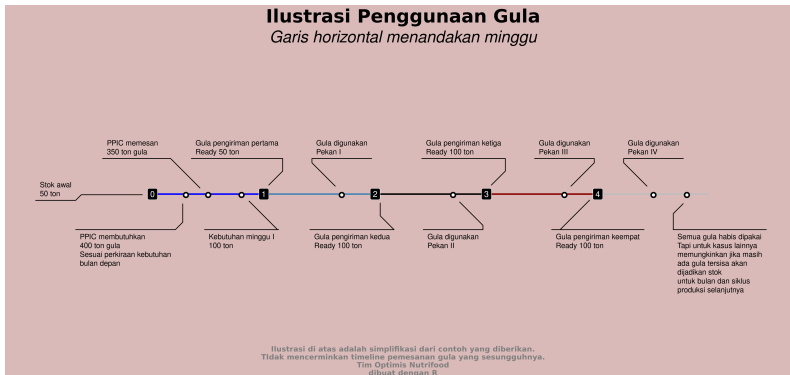 Ilustrasi Penggunaan Gula
Garis horizontal menandakan minggu
PPIC memesan
350 ton gula
Gula pengiriman pertama
Ready 50 ton
Gula digunakan
Pekan I
Gula pengiriman ketiga
Ready 100 ton
Gula digunakan
Pekan III
Gula digunakan
Pekan IV
Stok awal
50 ton
0
1
2
3
4
PPIC membutuhkan
400 ton gula
Sesuai perkiraan kebutuhan
bulan depan
Kebutuhan minggu I
100 ton
Gula pengiriman kedua
Ready 100 ton
Gula digunakan
Pekan II
Gula pengiriman keempat
Ready 100 ton
Semua gula habis dipakai
Tapi untuk kasus lainnya
memungkinkan jika masih
ada gula tersisa akan
dijadikan stok
untuk bulan dan siklus
produksi selanjutnya
Ilustrasi di atas adalah simplifikasi dari contoh yang diberikan.
TIdak mencerminkan timeline pemesanan gula yang sesungguhnya.
Tim Optimis Nutrifood
dibuat dengan R